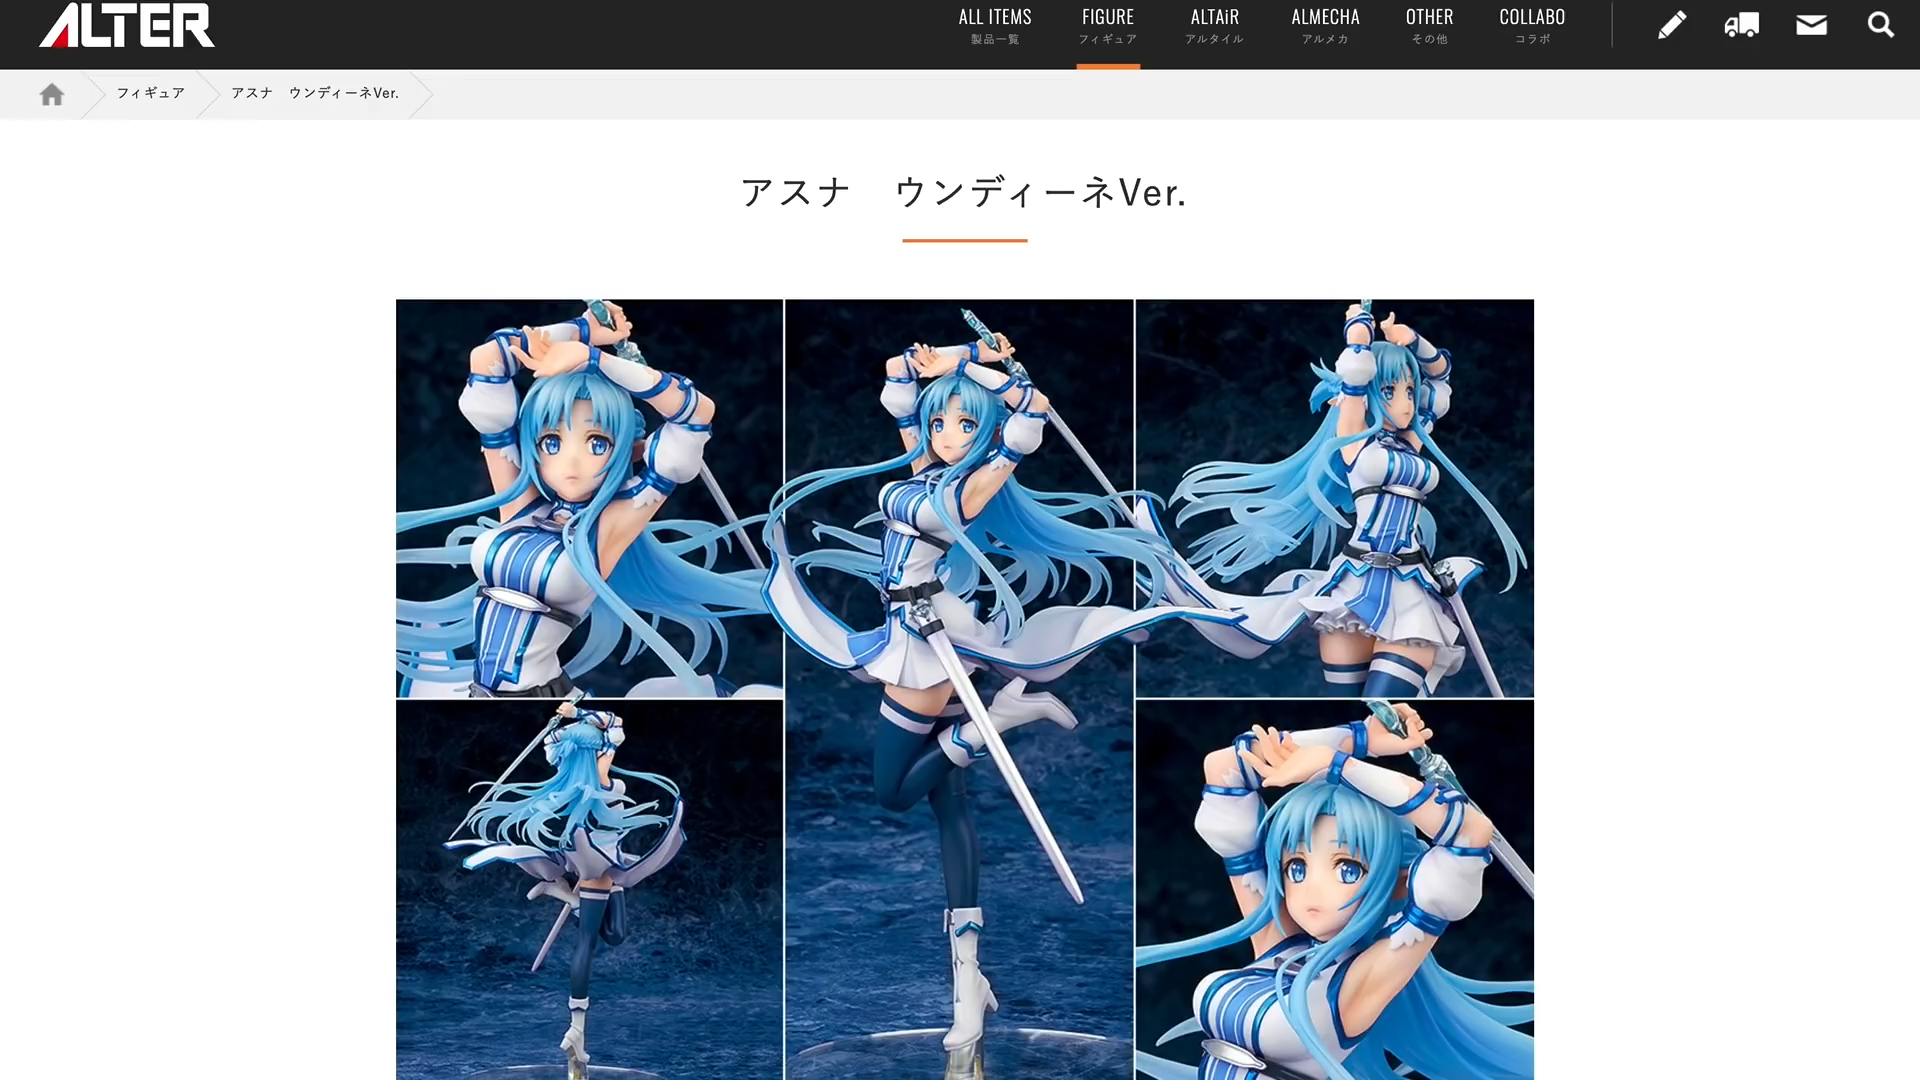 ALTER
ALL ITEMS
製品一覧
FIGURE
フィギュア
ALTAiR
アルタイル
ALMECHA
アルメカ
OTHER
その他
COLLABO
コラボ
フィギュア
アスナ　ウンディーネVer.
アスナ　ウンディーネVer.